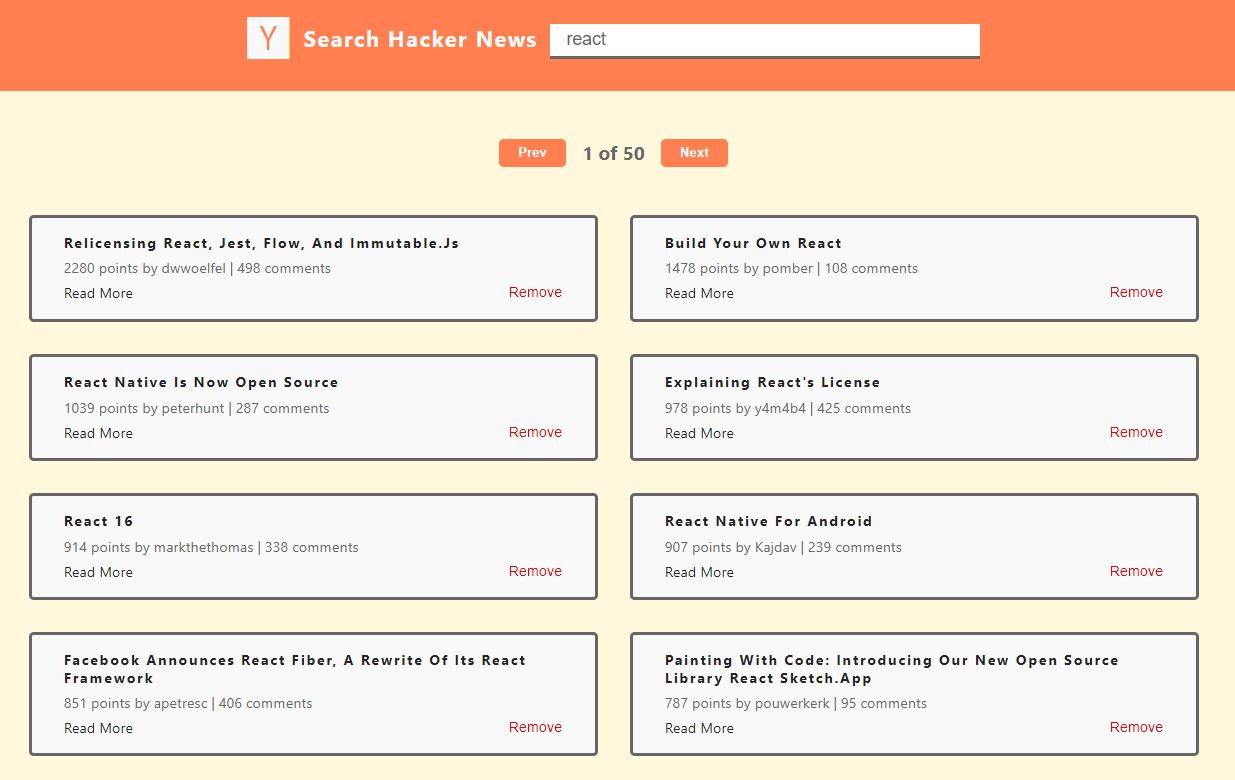 Y
Search Hacker News
react
Prev
1 of 50
Next
Relicensing React, Jest, Flow, And Immutable.Js
2280 points by dwwoelfel | 498 comments
Read More
Remove
Build Your Own React
1478 points by pomber | 108 comments
Read More
Remove
React Native Is Now Open Source
1039 points by peterhunt | 287 comments
Read More
Remove
Explaining React's License
978 points by y4m4b4 | 425 comments
Read More
Remove
React 16
914 points by markthethomas | 338 comments
Read More
Remove
React Native For Android
907 points by Kajdav | 239 comments
Read More
Remove
Facebook Announces React Fiber, A Rewrite Of Its React
Framework
851 points by apetresc | 406 comments
Read More
Remove
Painting With Code: Introducing Our New Open Source
Library React Sketch.App
787 points by pouwerkerk | 95 comments
Read More
Remove